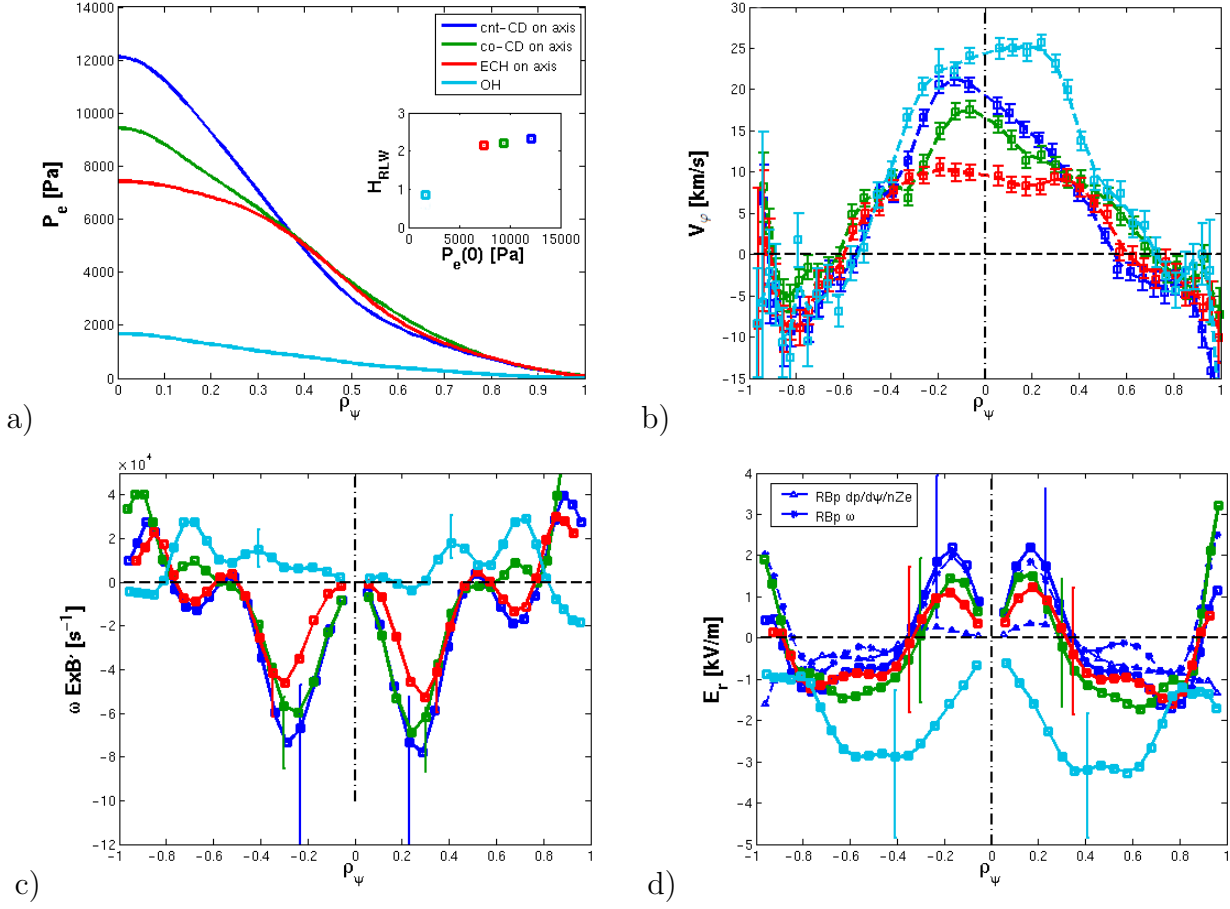 14000
12000
10000
8000
6000
4000
2000
0
P_e [Pa]
cnt-CD on axis
co-CD on axis
ECH on axis
OH
3
2
1
0
H_RLW
0 5000 10000 15000
P_e(0) [Pa]
0 0.1 0.2 0.3 0.4 0.5 0.6 0.7 0.8 0.9 1
ρ_ψ
a)
30
25
20
15
10
5
0
−5
−10
−15
V_φ [km/s]
−1 −0.8 −0.6 −0.4 −0.2 0 0.2 0.4 0.6 0.8 1
ρ_ψ
b)
× 10^4
4
2
0
−2
−4
−6
−8
−10
−12
ω ExB' [s^-1]
−1 −0.8 −0.6 −0.4 −0.2 0 0.2 0.4 0.6 0.8 1
ρ_ψ
c)
4
3
2
1
0
−1
−2
−3
−4
−5
E_r [kV/m]
RBp dp/dψ/nZe
RBp ω
−1 −0.8 −0.6 −0.4 −0.2 0 0.2 0.4 0.6 0.8 1
ρ_ψ
d)